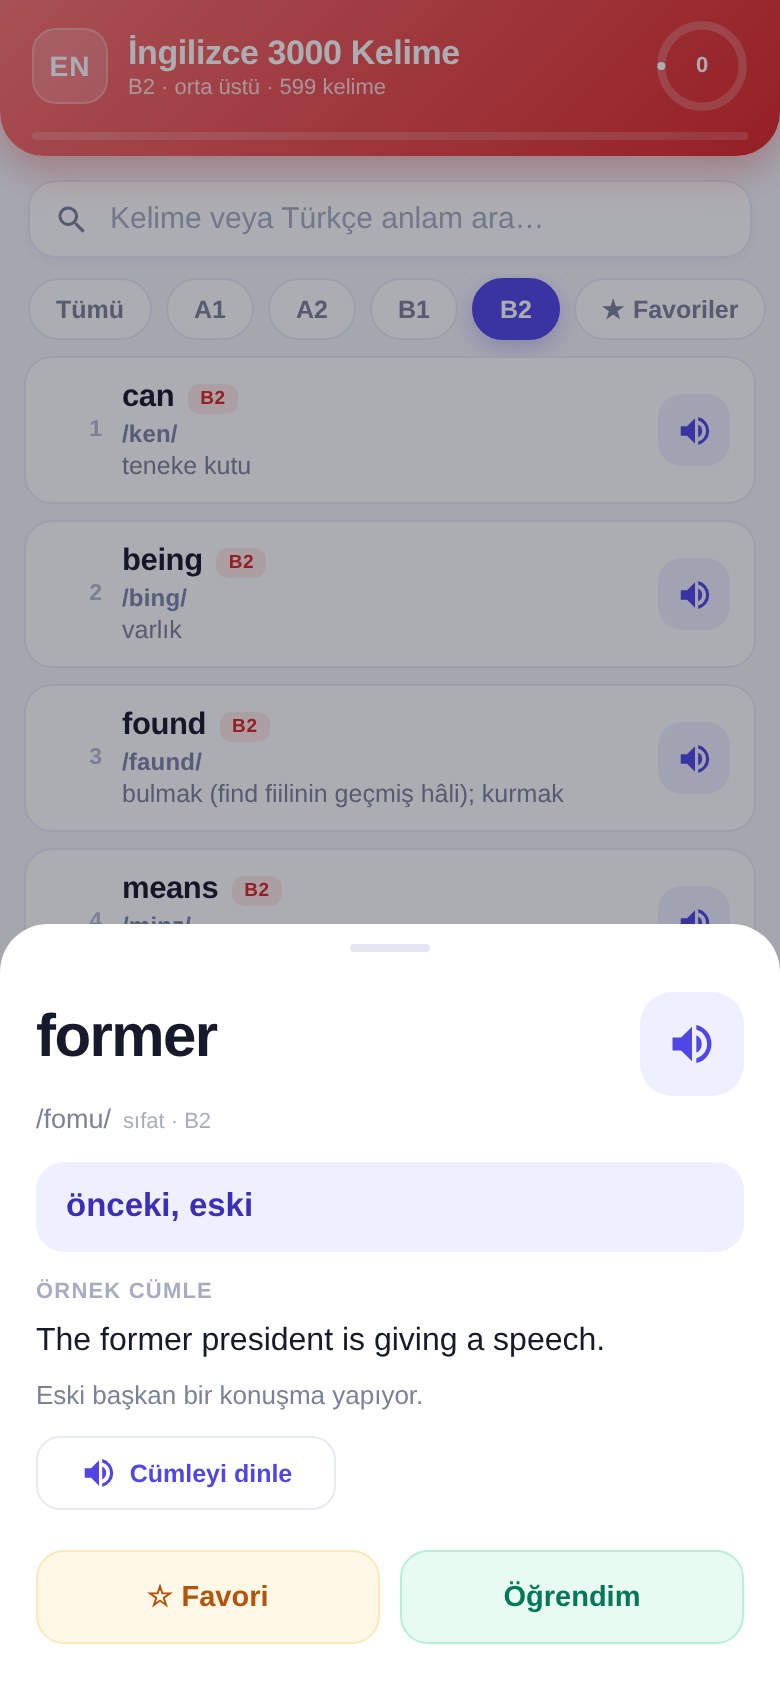 EN
İngilizce 3000 Kelime
B2 · orta üstü · 599 kelime
0
Kelime veya Türkçe anlam ara…
Tümü A1 A2 B1 B2 ★ Favoriler
can B2
1
/ken/
teneke kutu
being B2
2
/bing/
varlık
found B2
3
/faund/
bulmak (find fiilinin geçmiş hâli); kurmak
means B2
4
/minz/
former
/fomu/ sıfat · B2
önceki, eski
ÖRNEK CÜMLE
The former president is giving a speech.
Eski başkan bir konuşma yapıyor.
Cümleyi dinle
☆ Favori
Öğrendim